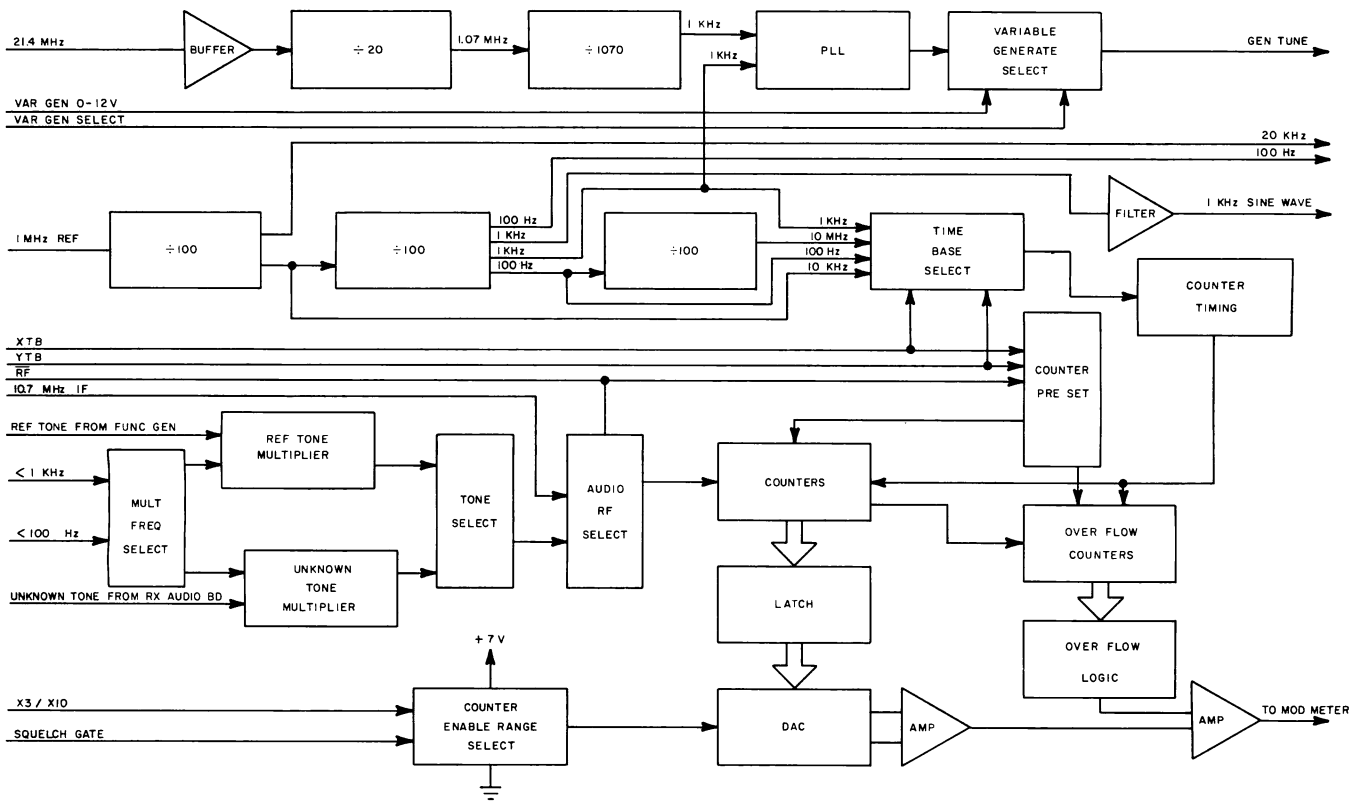 21.4 MHz
BUFFER
÷20
1.07 MHz
÷1070
1 KHz
1KHz
PLL
VARIABLE
GENERATE
SELECT
GEN TUNE
VAR GEN 0-12V
VAR GEN SELECT
20 KHz
100 Hz
1MHz REF
÷100
÷100
100 Hz
1 KHz
1 KHz
100 Hz
÷100
1 KHz
10 MHz
100 Hz
10 KHz
TIME
BASE
SELECT
FILTER
1 KHz SINE WAVE
COUNTER
TIMING
XTB
YTB
RF
10.7 MHz IF
COUNTER
PRE SET
REF TONE FROM FUNC GEN
REF TONE
MULTIPLIER
<1 KHz
MULT
FREQ
SELECT
<100 Hz
TONE
SELECT
AUDIO
RF
SELECT
COUNTERS
OVER FLOW
COUNTERS
UNKNOWN
TONE
MULTIPLIER
UNKNOWN TONE FROM RX AUDIO BD
LATCH
+7V
OVER FLOW
LOGIC
X3 / X10
SQUELCH GATE
COUNTER
ENABLE RANGE
SELECT
DAC
AMP
AMP
TO MOD METER